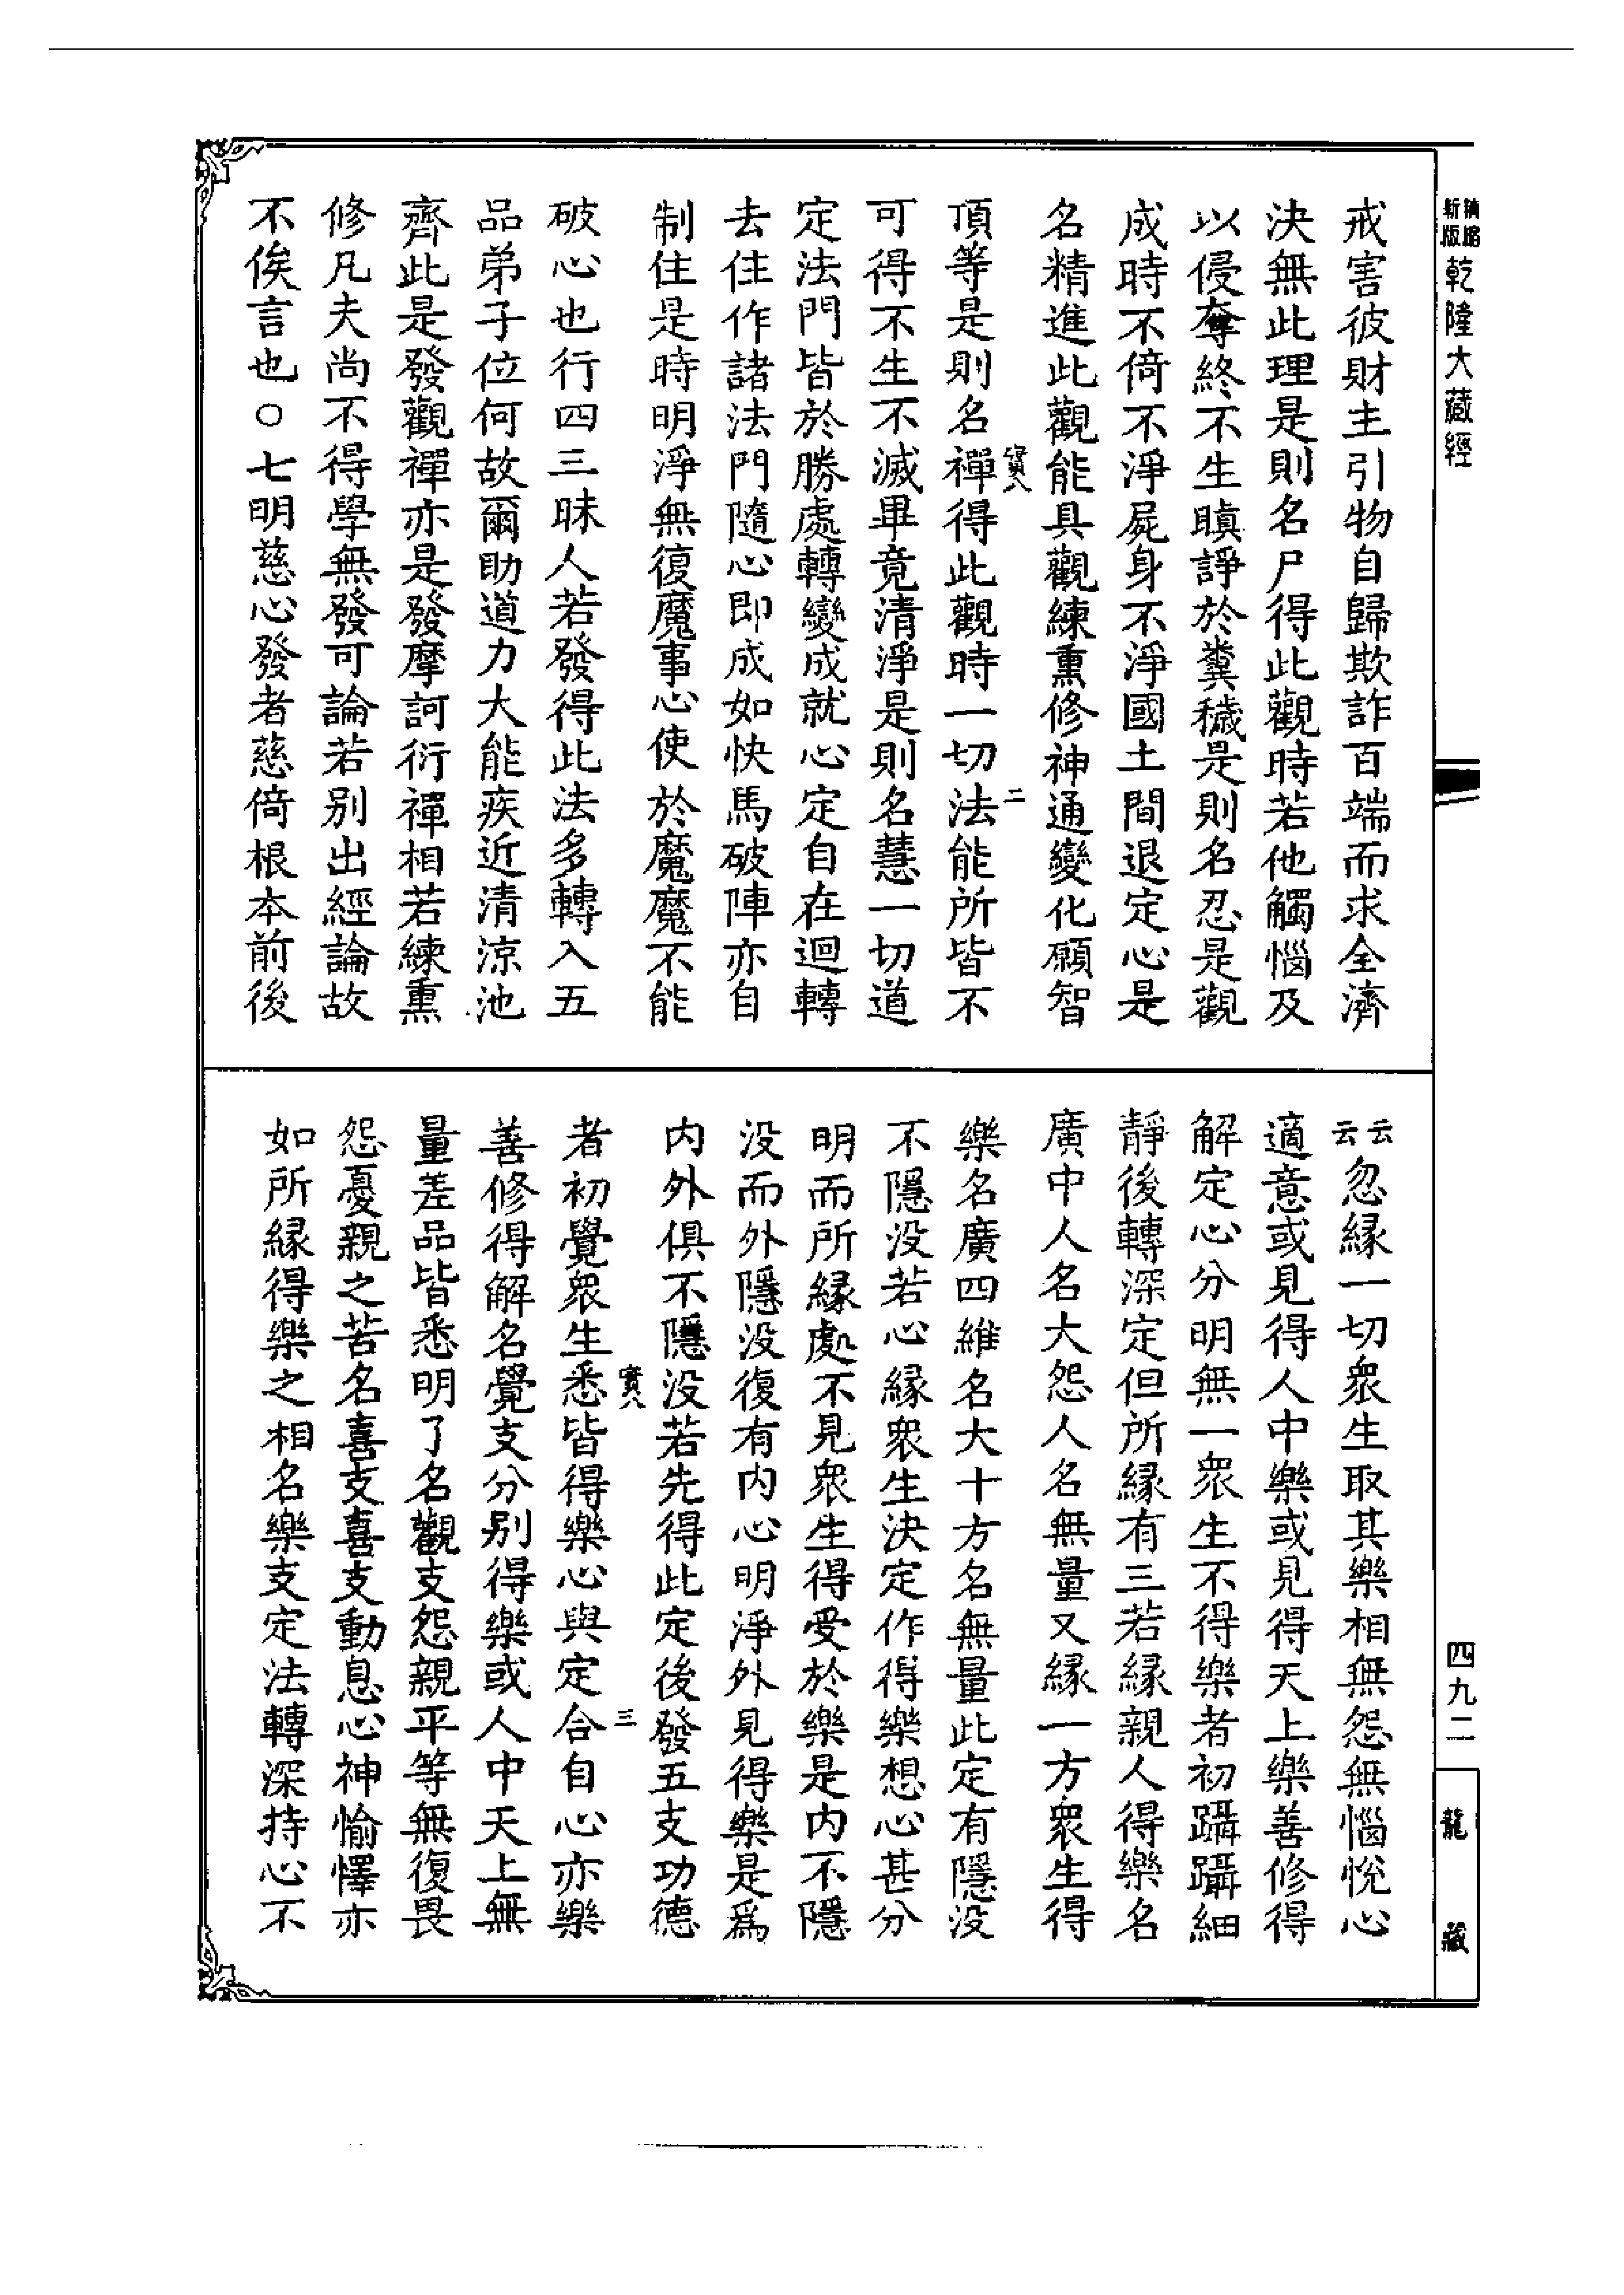 新版縮影乾隆大藏經
戒害彼財主引物自歸欺詐百端而求全濟
決無此理是則名尸得此觀時若他觸惱及
以侵奪終不生瞋諍於糞穢是則名忍是觀
成時不倚不淨屍身不淨國土間退定心是
名精進此觀能具觀練熏修神通變化願智
頂等是則名禪得此觀時一切法能所皆不
寶八 二
可得不生不滅畢竟清淨是則名慧一切道
定法門皆於勝處轉變成就心定自在迴轉
去住作諸法門隨心即成如快馬破陣亦自
制住是時明淨無復魔事心使於魔魔不能
破心也行四三昧人若發得此法多轉入五
品弟子位何故爾助道力大能疾近清涼池
齊此是發觀禪亦是發摩訶衍禪相若練熏
修凡夫尚不得學無發可論若別出經論故
不俟言也○七明慈心發者慈倚根本前後
云云忽緣一切衆生取其樂相無怨無惱悅心
適意或見得人中樂或見得天上樂善修得
解定心分明無一衆生不得樂者初躡躡細
靜後轉深定但所緣有三若緣親人得樂名
廣中人名大怨人名無量又緣一方衆生得
樂名廣四維名大十方名無量此定有隱没
不隱没若心緣衆生決定作得樂想心甚分
明而所緣處不見衆生得受於樂是内不隱
没而外隱没復有内心明淨外見得樂是爲
内外俱不隱没若先得此定後發五支功德
寶八 三
者初覺衆生悉皆得樂心與定合自心亦樂
善修得解名覺支分別得樂或人中天上無
量差品皆悉明了名觀支怨親平等無復畏
怨憂親之苦名喜支喜支動息心神愉懌亦
如所緣得樂之相名樂支定法轉深持心不
四九二
龍藏